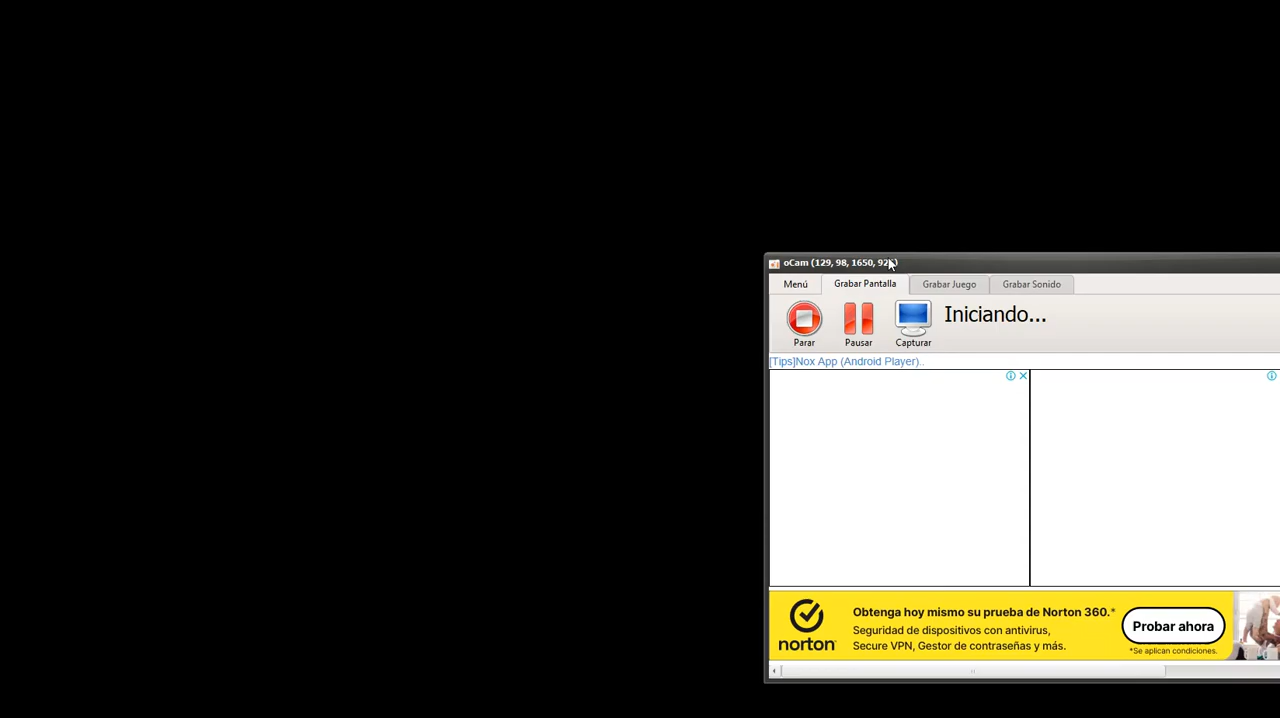 oCam (129, 98, 1650, 92
Menú
Grabar Pantalla
Grabar Juego
Grabar Sonido
Parar
Pausar
Capturar
Iniciando...
[Tips]Nox App (Android Player)..
norton
Obtenga hoy mismo su prueba de Norton 360.*
Seguridad de dispositivos con antivirus,
Secure VPN, Gestor de contraseñas y más.
Probar ahora
*Se aplican condiciones.